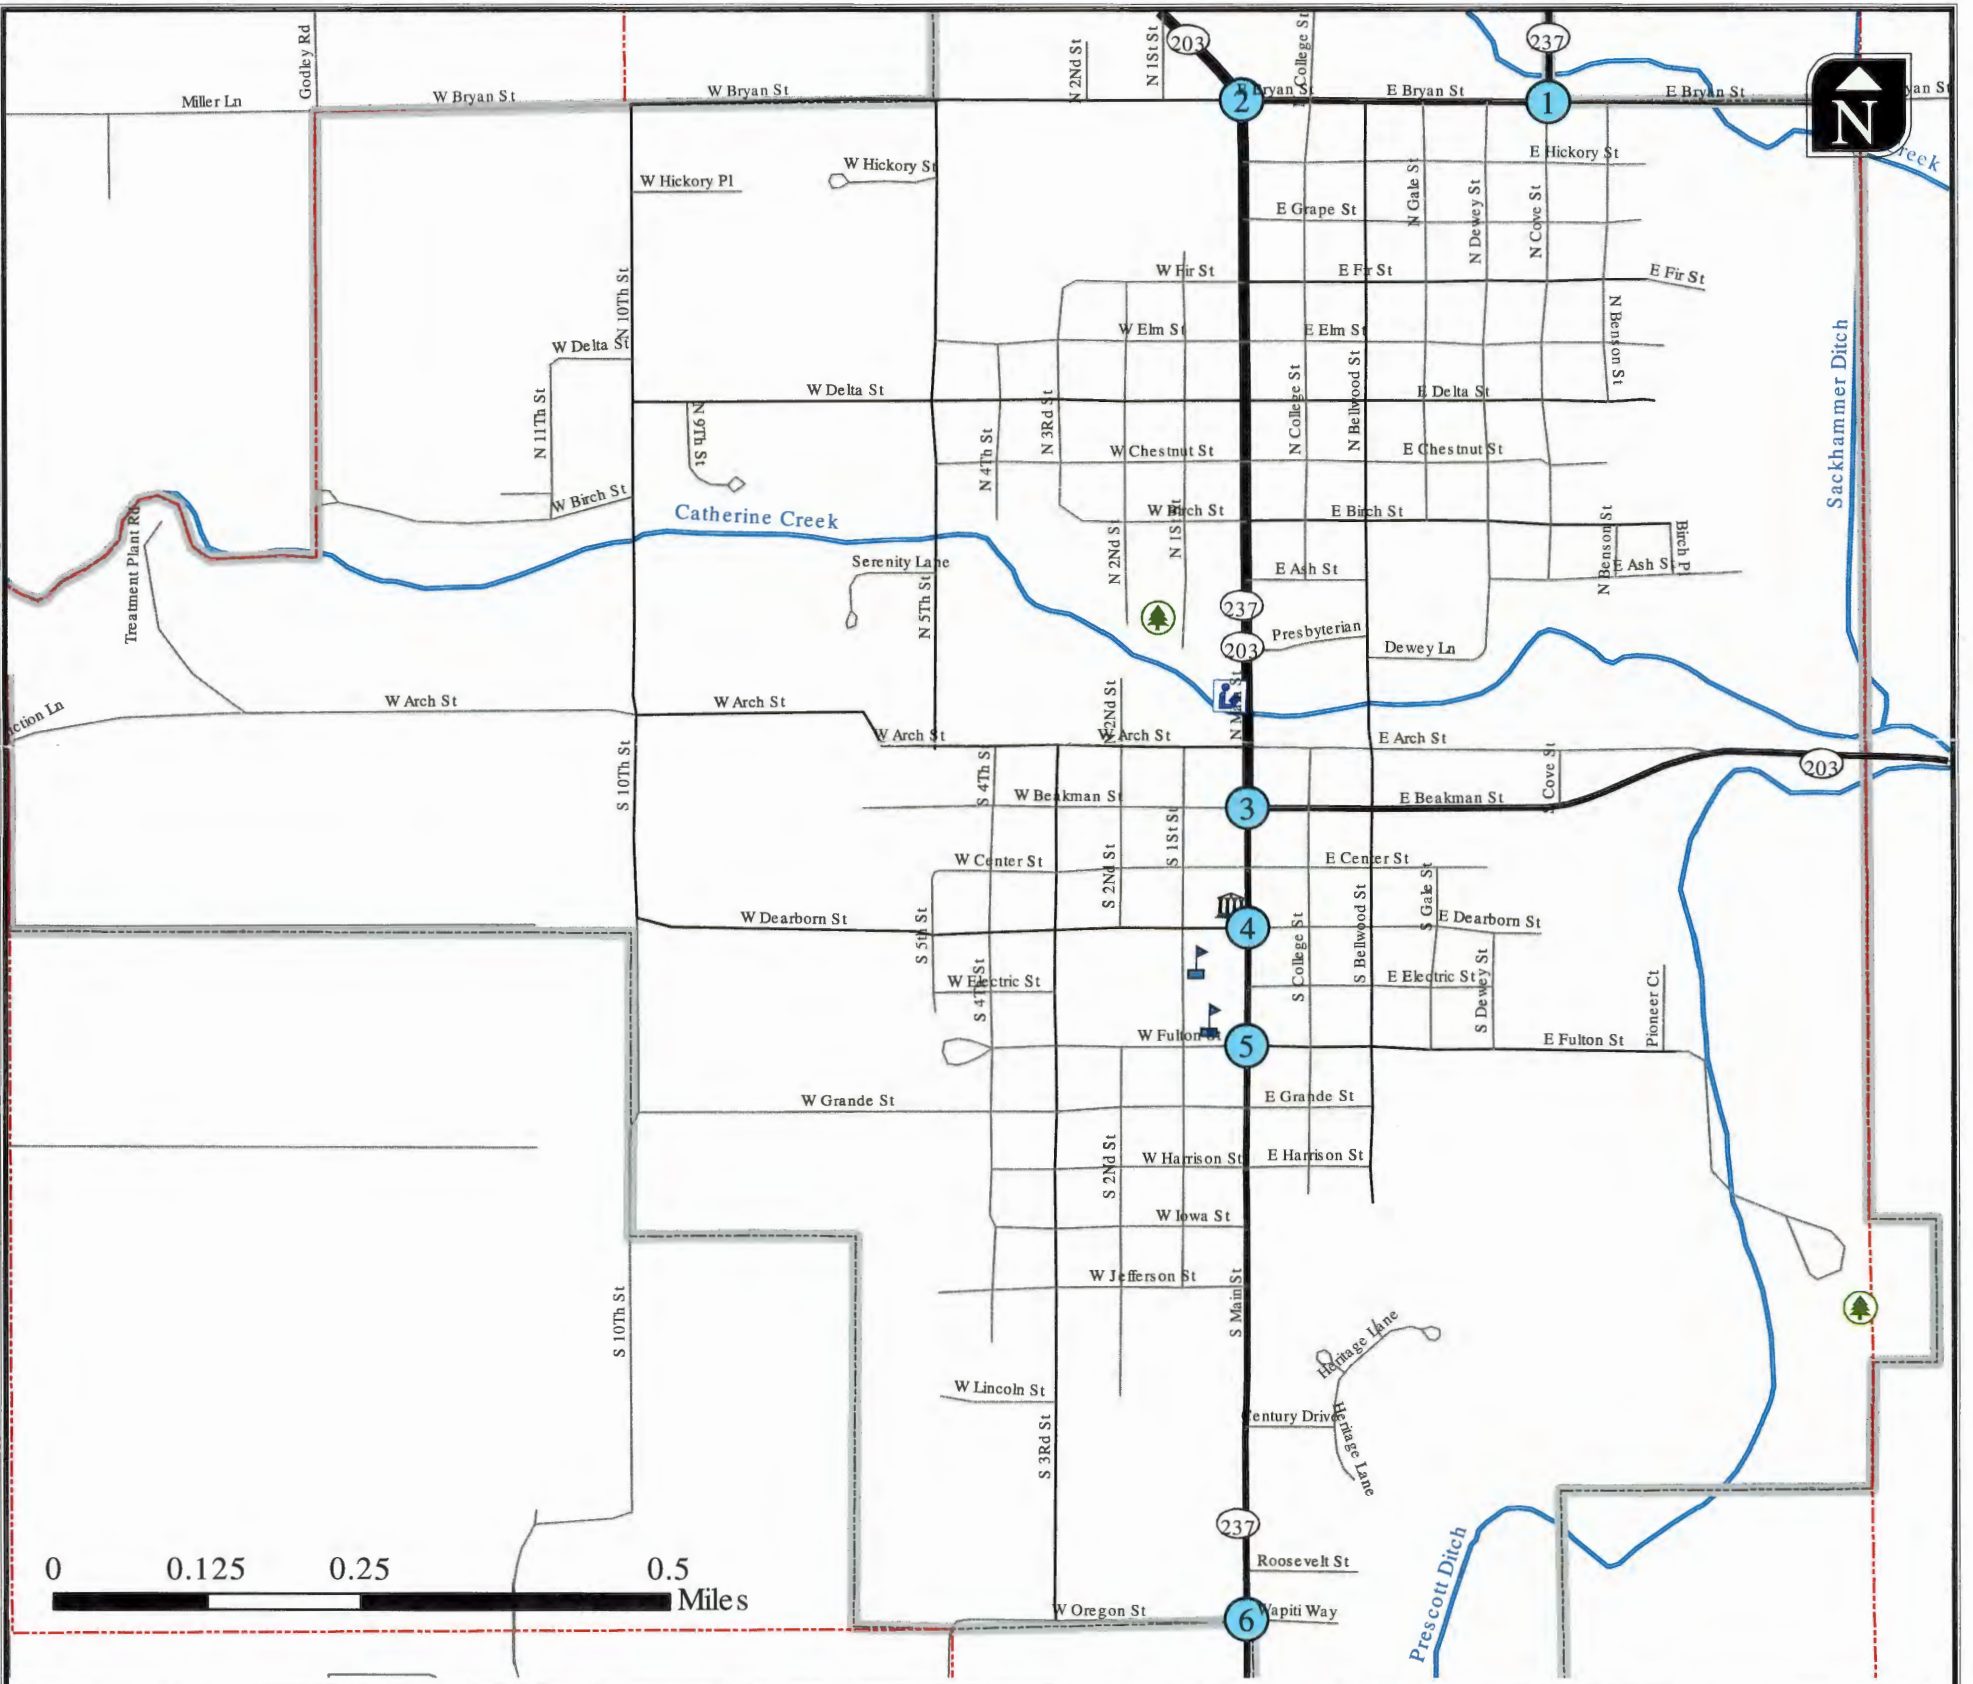 203
237
Godley Rd
N 2Nd St
N 1St St
N College St
Miller Ln
W Bryan St
W Bryan St
2
E Bryan St
E Bryan St
1
E Bryan St
N
W Hickory Pl
W Hickory St
E Hickory St
E Grape St
N Gale St
N Dewey St
N Cove St
W Fir St
E Fir St
E Fir St
N 10Th St
W Delta St
W Elm St
E Elm St
N Benson St
Sackhammer Ditch
N 11Th St
W Delta St
N 9Th St
N 4Th St
N 3Rd St
E Delta St
N College St
N Bellwood St
W Chestnut St
E Chestnut St
W Birch St
Catherine Creek
W Birch St
E Birch St
N 2Nd St
N 1St St
N Benson St
Birch Pl
E Ash St
E Ash St
Treatment Plant Rd
Serenity Lane
N 5Th St
237
203
Presbyterian
Dewey Ln
W Arch St
W Arch St
N 2Nd St
N Main St
W Arch St
W Arch St
E Arch St
203
S 10Th St
S 4Th St
S Cove St
W Beakman St
3
E Beakman St
S 1St St
W Center St
S 2Nd St
E Center St
S Gale St
W Dearborn St
S 5th St
4
S College St
S Bellwood St
E Dearborn St
W Electric St
S 4Th St
E Electric St
S Dewey St
Pioneer Ct
W Fulton St
5
E Fulton St
W Grande St
E Grande St
S 2Nd St
W Harrison St
E Harrison St
W Iowa St
W Jefferson St
S Main St
S 10Th St
Heritage Lane
W Lincoln St
Century Drive
Heritage Lane
S 3Rd St
237
Roosevelt St
Prescott Ditch
0 0.125 0.25 0.5
Miles
W Oregon St
6
Wapiti Way